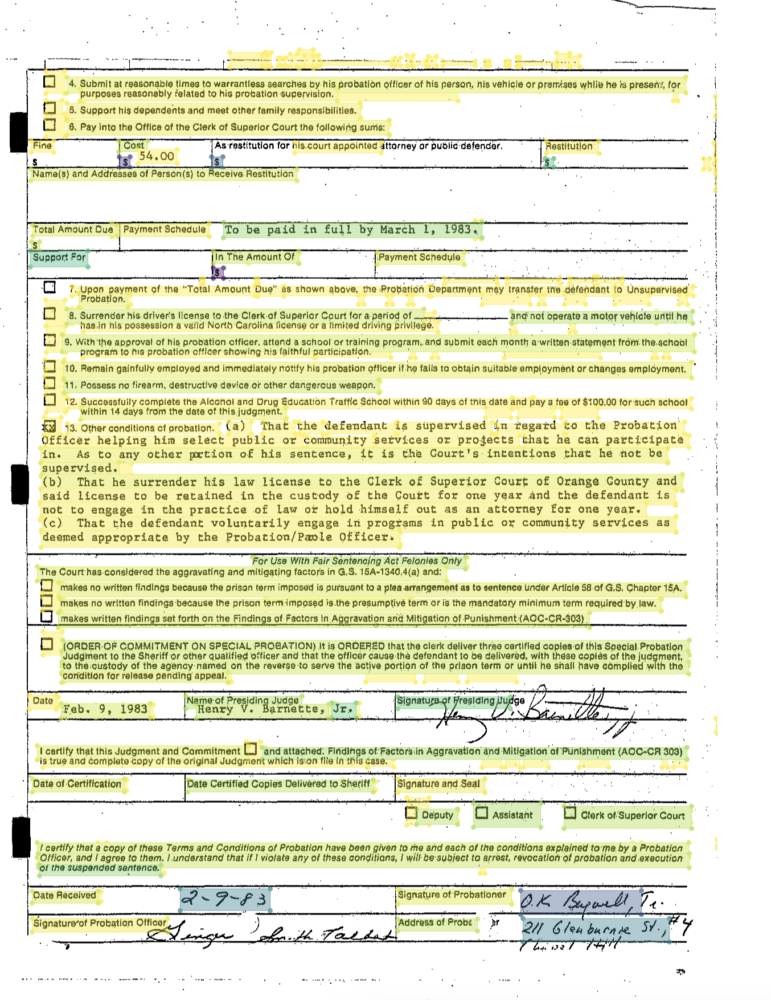 ☐ 4. Submit at reasonable times to warrantless searches by his probation officer of his person, his vehicle or premises while he is present, for
purposes reasonably related to his probation supervision.
☐ 5. Support his dependents and meet other family responsibilities.
☐ 6. Pay into the Office of the Clerk of Superior Court the following sums:
Fine Cost As restitution for his court appointed attorney or public defender. Restitution
$ $ 54.00 $ $
Name(s) and Addresses of Person(s) to Receive Restitution
Total Amount Due Payment Schedule To be paid in full by March 1, 1983.
$
Support For In The Amount Of Payment Schedule
$
☐ 7. Upon payment of the "Total Amount Due" as shown above, the Probation Department may transfer the defendant to Unsupervised
Probation.
☐ 8. Surrender his driver's license to the Clerk of Superior Court for a period of ____________ and not operate a motor vehicle until he
has in his possession a valid North Carolina license or a limited driving privilege.
☐ 9. With the approval of his probation officer, attend a school or training program, and submit each month a written statement from the school
program to his probation officer showing his faithful participation.
☐ 10. Remain gainfully employed and immediately notify his probation officer if he fails to obtain suitable employment or changes employment.
☐ 11. Possess no firearm, destructive device or other dangerous weapon.
☐ 12. Successfully complete the Alcohol and Drug Education Traffic School within 90 days of this date and pay a fee of $100.00 for such school
within 14 days from the date of this judgment.
☒ 13. Other conditions of probation. (a) That the defendant is supervised in regard to the Probation
Officer helping him select public or community services or projects that he can participate
in. As to any other prtion of his sentence, it is the Court's intentions that he not be
supervised.
(b) That he surrender his law license to the Clerk of Superior Court of Orange County and
said license to be retained in the custody of the Court for one year and the defendant is
not to engage in the practice of law or hold himself out as an attorney for one year.
(c) That the defendant voluntarily engage in programs in public or community services as
deemed appropriate by the Probation/Paole Officer.
For Use With Fair Sentencing Act Felonies Only
The Court has considered the aggravating and mitigating factors in G.S. 15A-1340.4(a) and:
☐ makes no written findings because the prison term imposed is pursuant to a plea arrangement as to sentence under Article 58 of G.S. Chapter 15A.
☐ makes no written findings because the prison term imposed is the presumptive term or is the mandatory minimum term required by law.
☐ makes written findings set forth on the Findings of Factors in Aggravation and Mitigation of Punishment (AOC-CR-303)
☐ (ORDER OF COMMITMENT ON SPECIAL PROBATION) It is ORDERED that the clerk deliver three certified copies of this Special Probation
Judgment to the Sheriff or other qualified officer and that the officer cause the defendant to be delivered, with these copies of the judgment,
to the custody of the agency named on the reverse to serve the active portion of the prison term or until he shall have complied with the
condition for release pending appeal.
Date Name of Presiding Judge Signature of Presiding Judge
Feb. 9, 1983 Henry V. Barnette, Jr. Henry V. Barnette, Jr
I certify that this Judgment and Commitment ☐ and attached Findings of Factors in Aggravation and Mitigation of Punishment (AOC-CR 303)
is true and complete copy of the original Judgment which is on file in this case.
Date of Certification Date Certified Copies Delivered to Sheriff Signature and Seal
☐ Deputy ☐ Assistant ☐ Clerk of Superior Court
I certify that a copy of these Terms and Conditions of Probation have been given to me and each of the conditions explained to me by a Probation
Officer, and I agree to them. I understand that if I violate any of these conditions, I will be subject to arrest, revocation of probation and execution
of the suspended sentence.
Date Received 2-9-83 Signature of Probationer O.K. Bagwell, Jr.
Signature of Probation Officer Ginger Smith Talbot Address of Proba er 211 Glenburnie St., #4
Chapel Hill